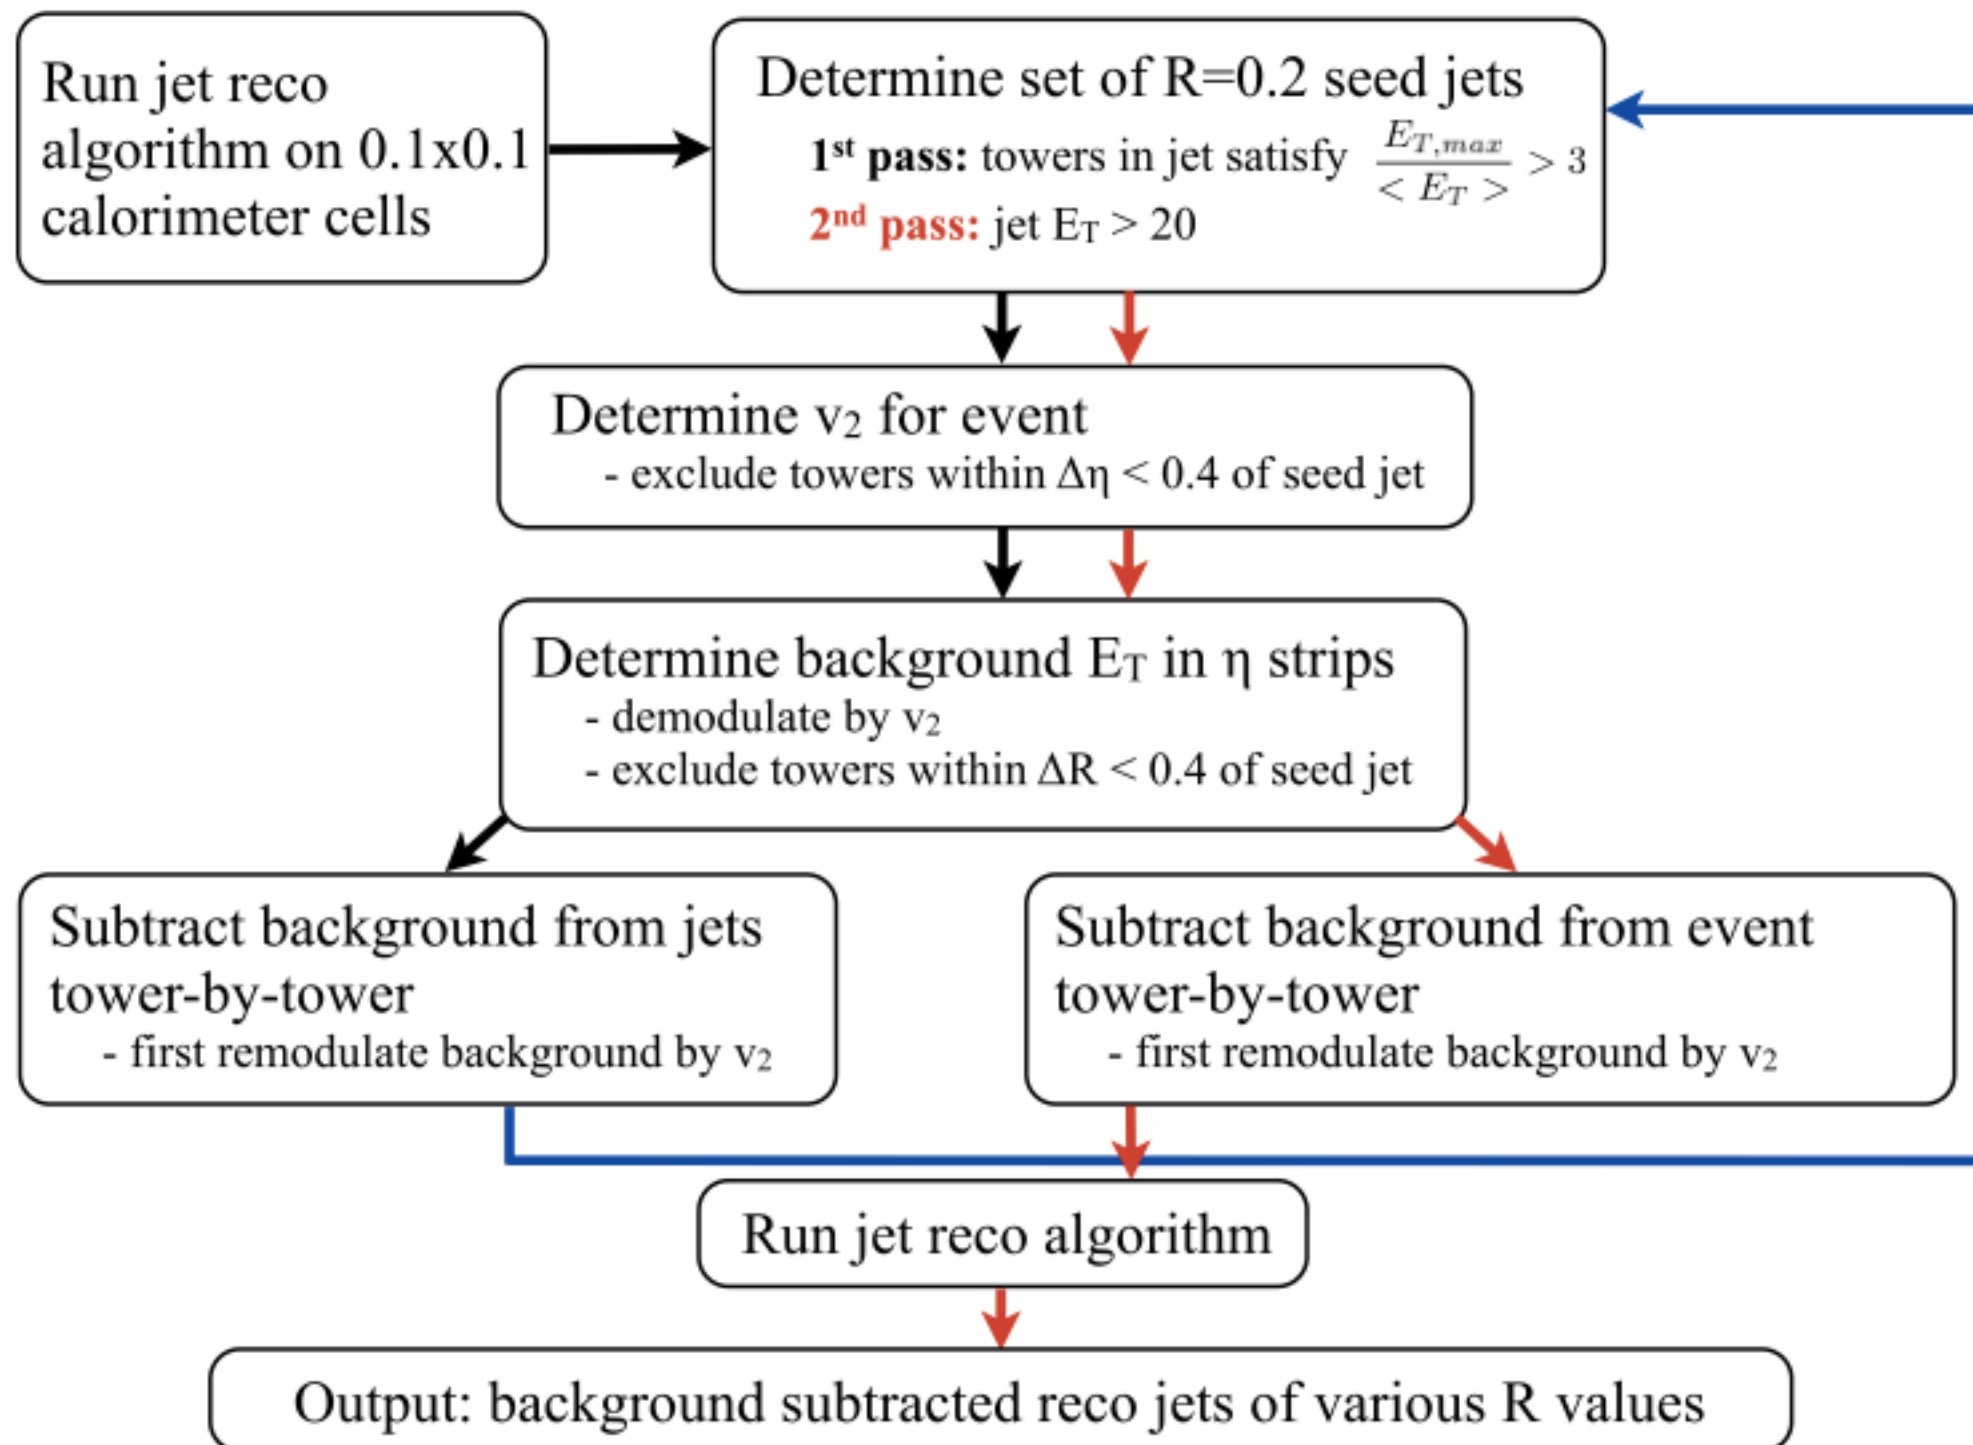 Run jet reco
algorithm on 0.1x0.1
calorimeter cells
Determine set of R=0.2 seed jets
1st pass: towers in jet satisfy E_{T,max} / < E_T > > 3
2nd pass: jet E_T > 20
Determine v₂ for event
- exclude towers within Δη < 0.4 of seed jet
Determine background E_T in η strips
- demodulate by v₂
- exclude towers within ΔR < 0.4 of seed jet
Subtract background from jets
tower-by-tower
- first remodulate background by v₂
Subtract background from event
tower-by-tower
- first remodulate background by v₂
Run jet reco algorithm
Output: background subtracted reco jets of various R values